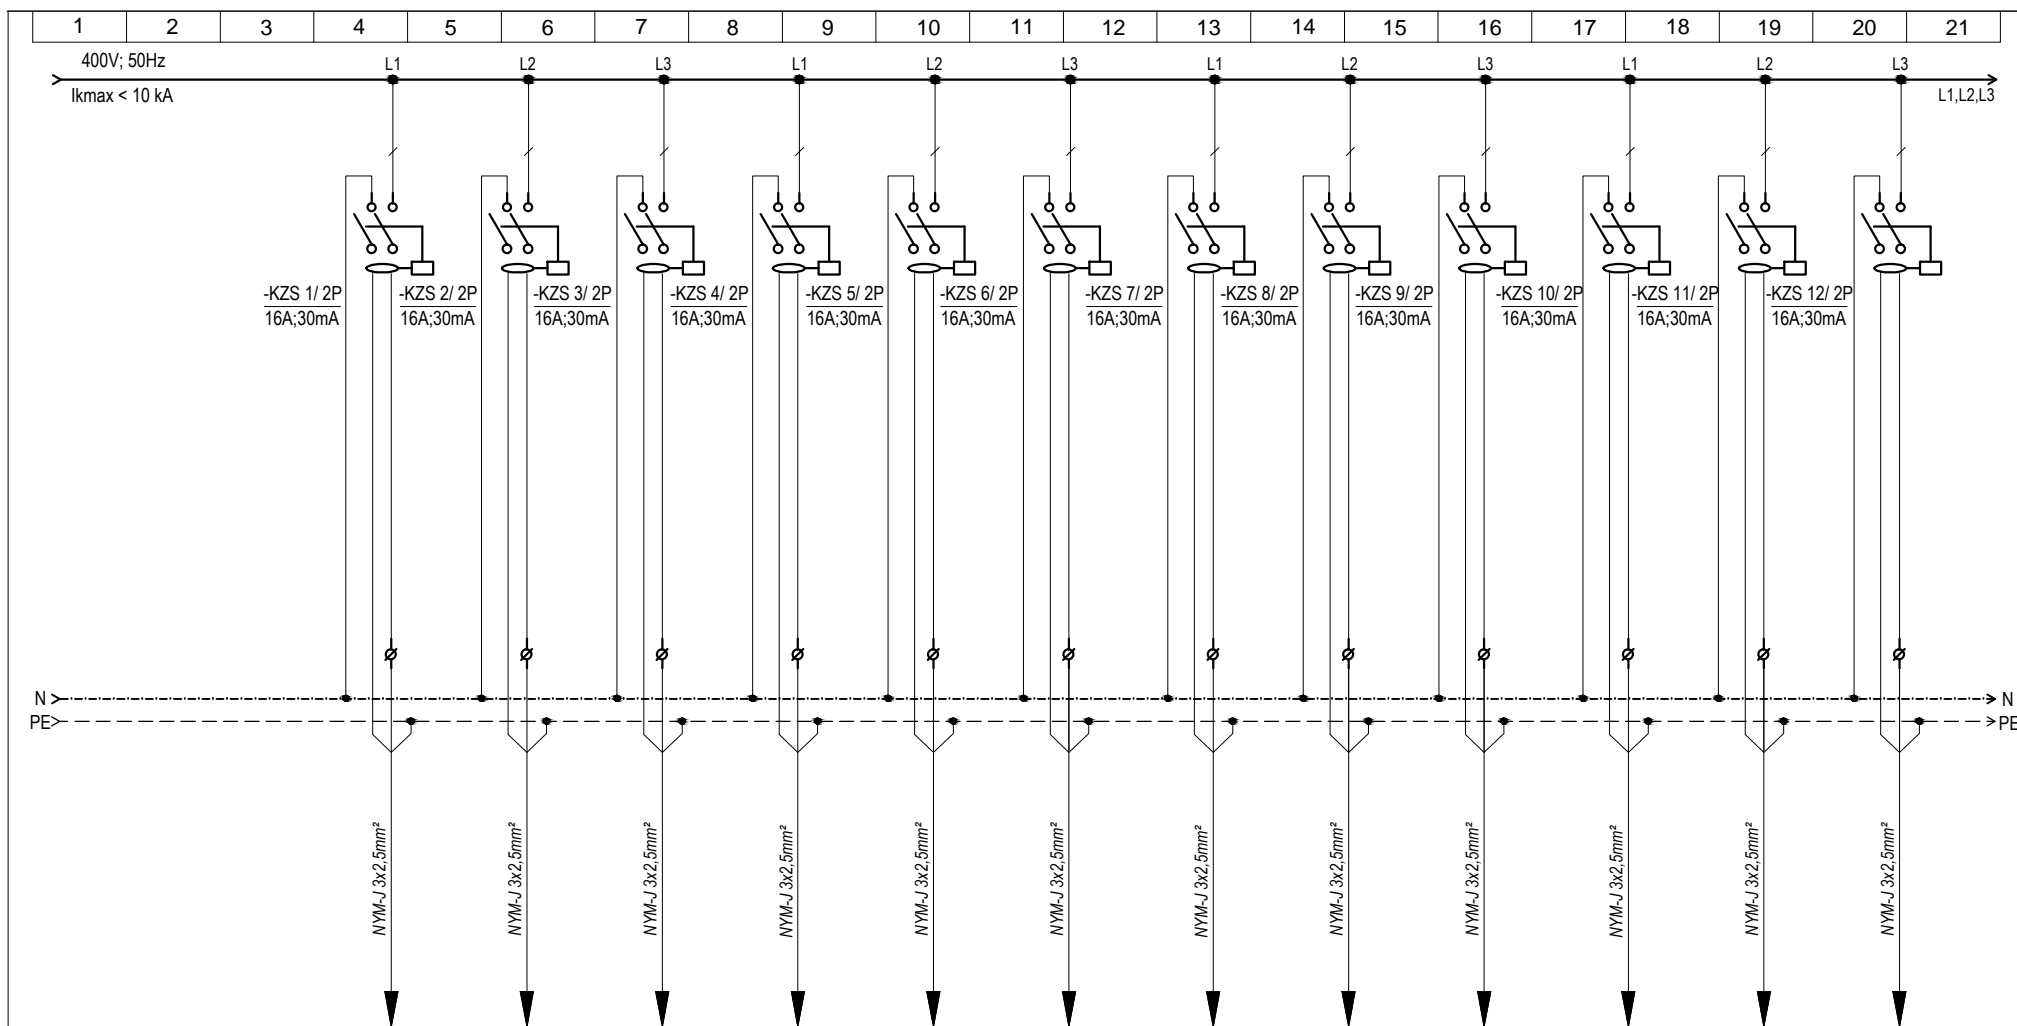 1 2 3 4 5 6 7 8 9 10 11 12 13 14 15 16 17 18 19 20 21
400V; 50Hz
L1 L2 L3 L1 L2 L3 L1 L2 L3 L1 L2 L3
Ikmax < 10 kA
L1,L2,L3
-KZS 1/ 2P
16A;30mA
-KZS 2/ 2P
16A;30mA
-KZS 3/ 2P
16A;30mA
-KZS 4/ 2P
16A;30mA
-KZS 5/ 2P
16A;30mA
-KZS 6/ 2P
16A;30mA
-KZS 7/ 2P
16A;30mA
-KZS 8/ 2P
16A;30mA
-KZS 9/ 2P
16A;30mA
-KZS 10/ 2P
16A;30mA
-KZS 11/ 2P
16A;30mA
-KZS 12/ 2P
16A;30mA
N
N
PE
PE
NYM-J 3x2,5mm²
NYM-J 3x2,5mm²
NYM-J 3x2,5mm²
NYM-J 3x2,5mm²
NYM-J 3x2,5mm²
NYM-J 3x2,5mm²
NYM-J 3x2,5mm²
NYM-J 3x2,5mm²
NYM-J 3x2,5mm²
NYM-J 3x2,5mm²
NYM-J 3x2,5mm²
NYM-J 3x2,5mm²